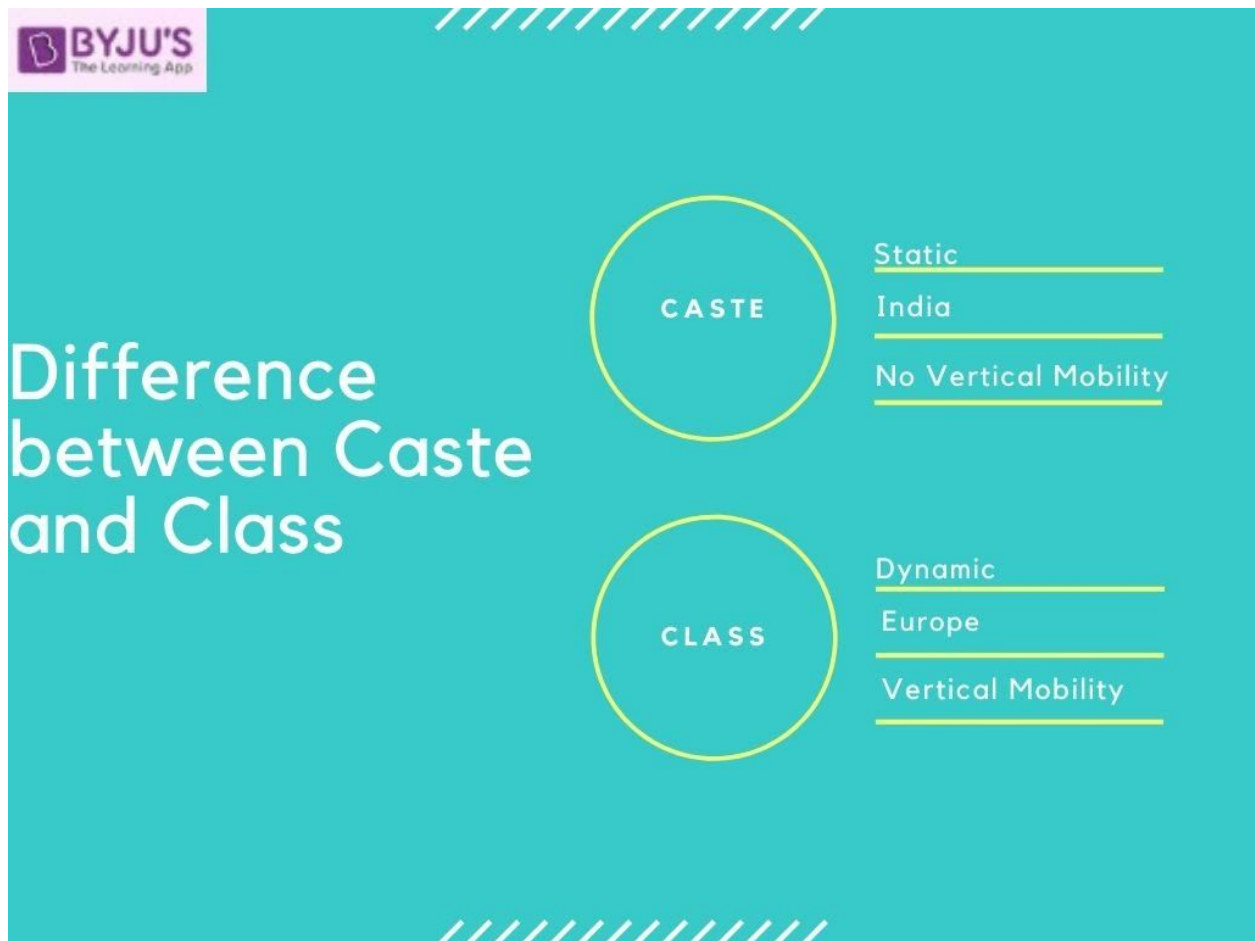 BYJU'S
The Learning App
Difference
between Caste
and Class
CASTE
Static
India
No Vertical Mobility
CLASS
Dynamic
Europe
Vertical Mobility